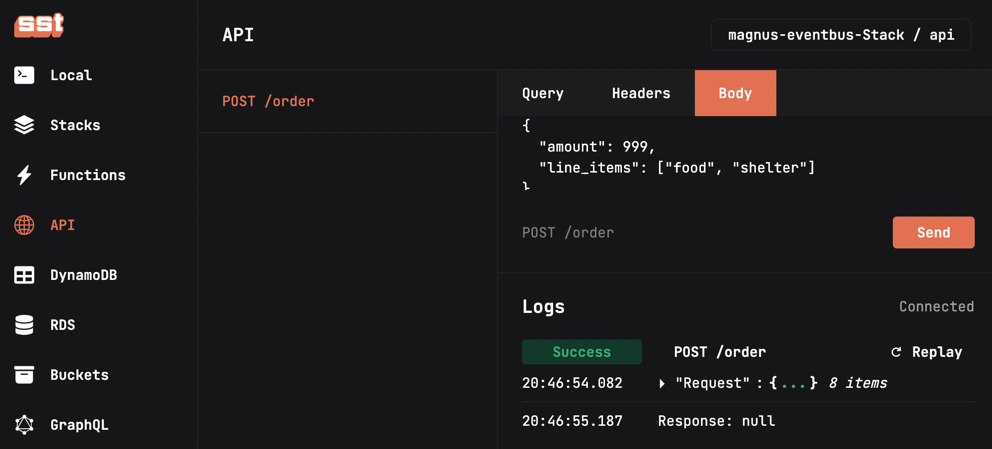 sst
Local
Stacks
Functions
API
DynamoDB
RDS
Buckets
GraphQL
API
magnus-eventbus-Stack / api
POST /order
Query Headers Body
{
"amount": 999,
"line_items": ["food", "shelter"]
}
POST /order
Send
Logs
Connected
Success POST /order Replay
20:46:54.082 "Request" : {...} 8 items
20:46:55.187 Response: null